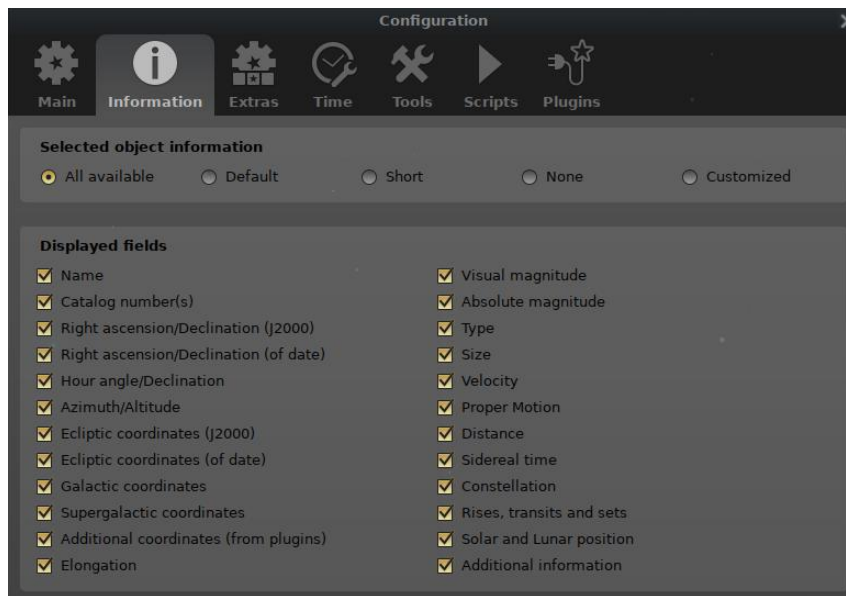 Configuration
Main Information Extras Time Tools Scripts Plugins
Selected object information
All available Default Short None Customized
Displayed fields
Name
Catalog number(s)
Right ascension/Declination (J2000)
Right ascension/Declination (of date)
Hour angle/Declination
Azimuth/Altitude
Ecliptic coordinates (J2000)
Ecliptic coordinates (of date)
Galactic coordinates
Supergalactic coordinates
Additional coordinates (from plugins)
Elongation
Visual magnitude
Absolute magnitude
Type
Size
Velocity
Proper Motion
Distance
Sidereal time
Constellation
Rises, transits and sets
Solar and Lunar position
Additional information